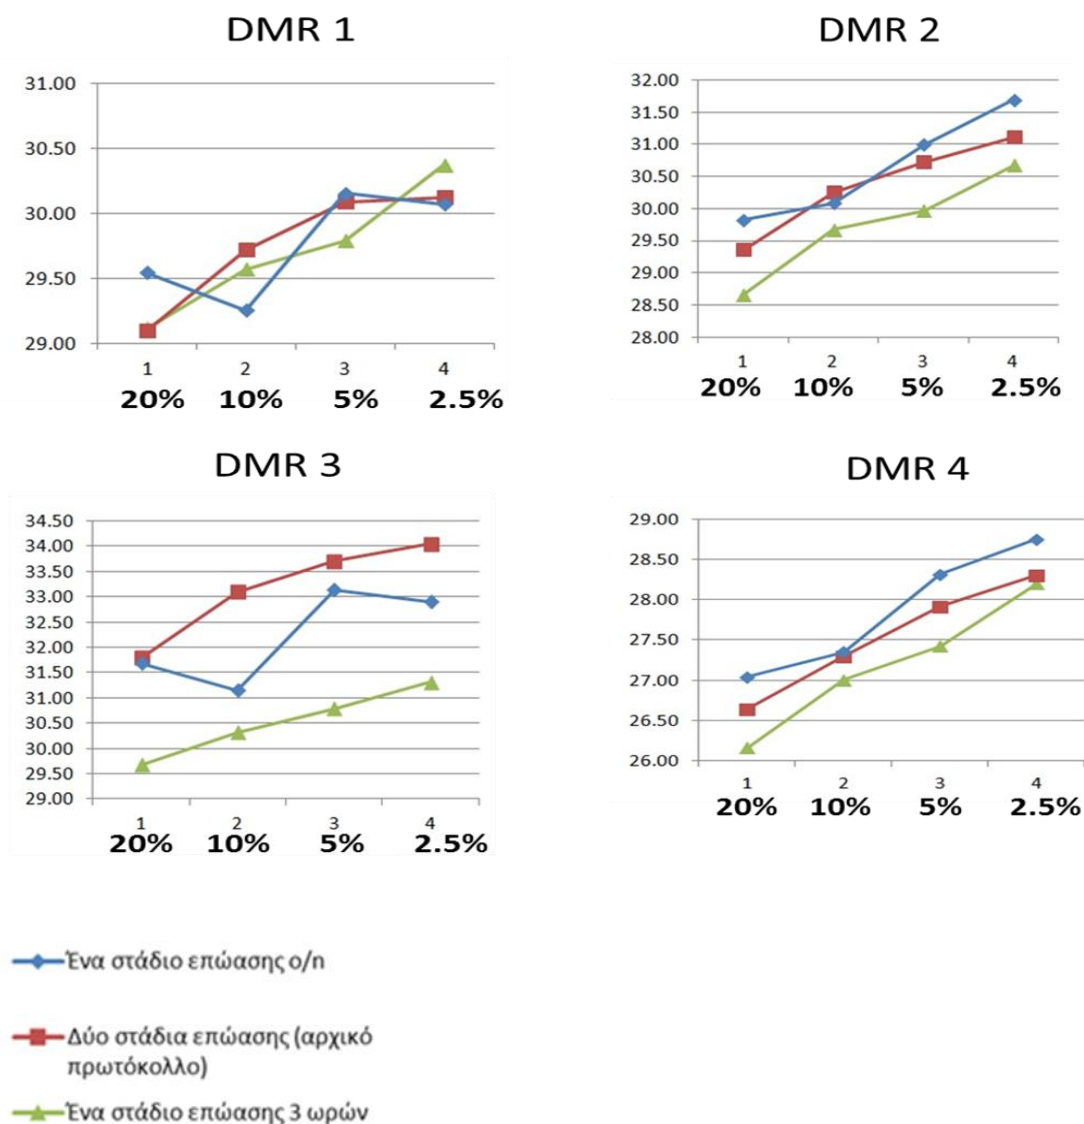 DMR 1
31.00
30.50
30.00
29.50
29.00
1 2 3 4
20% 10% 5% 2.5%
DMR 2
32.00
31.50
31.00
30.50
30.00
29.50
29.00
28.50
28.00
1 2 3 4
20% 10% 5% 2.5%
DMR 3
34.50
34.00
33.50
33.00
32.50
32.00
31.50
31.00
30.50
30.00
29.50
29.00
1 2 3 4
20% 10% 5% 2.5%
DMR 4
29.00
28.50
28.00
27.50
27.00
26.50
26.00
1 2 3 4
20% 10% 5% 2.5%
Ένα στάδιο επώασης o/n
Δύο στάδια επώασης (αρχικό
πρωτόκολλο)
Ένα στάδιο επώασης 3 ωρών